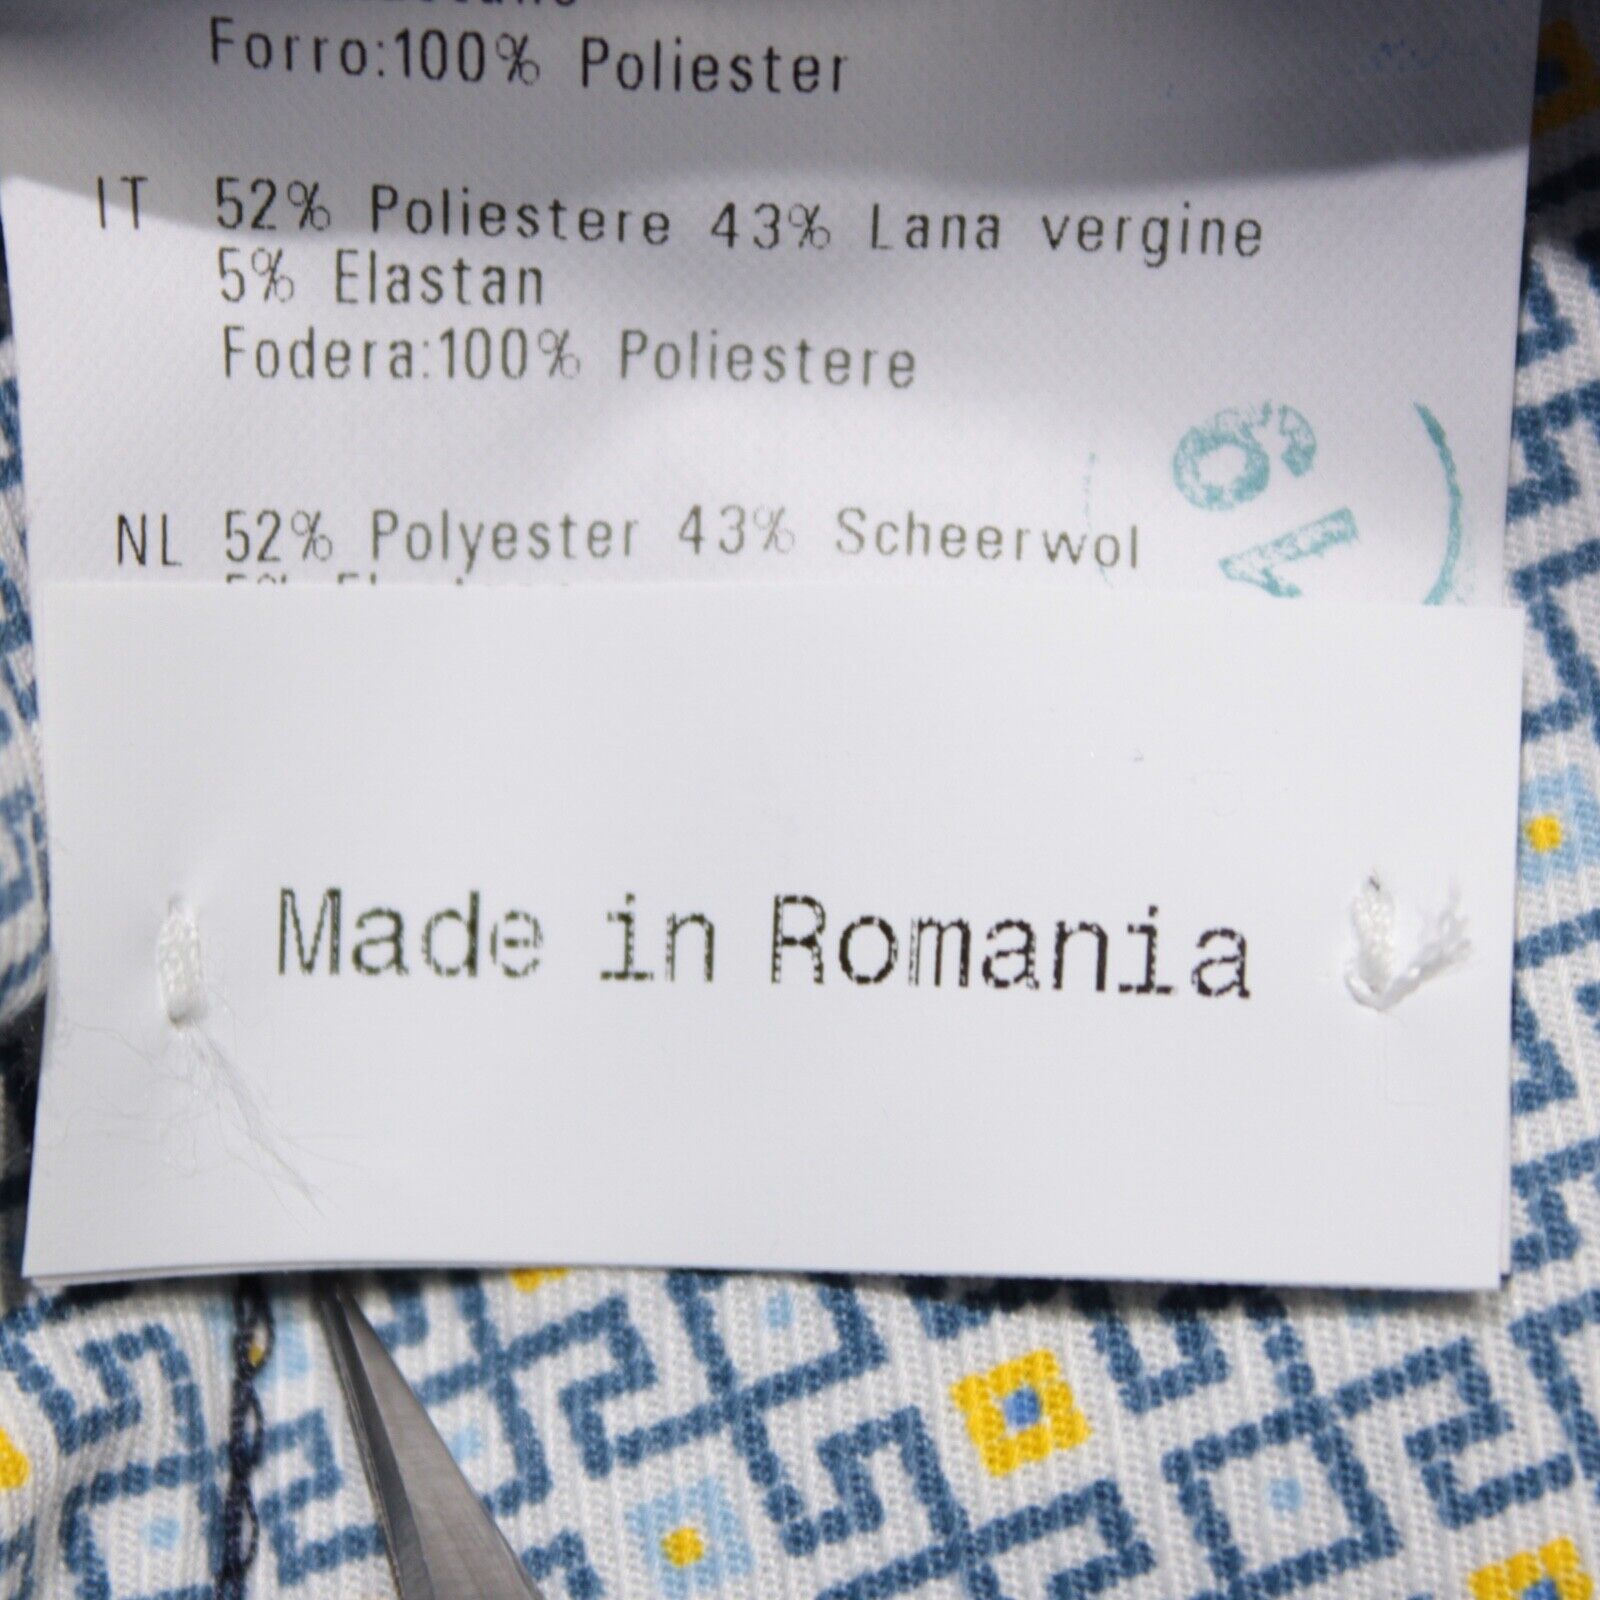 Forro:100% Poliester
IT 52% Poliestere 43% Lana vergine
5% Elastan
Fodera:100% Poliestere
NL 52% Polyester 43% Scheerwol
Made in Romania